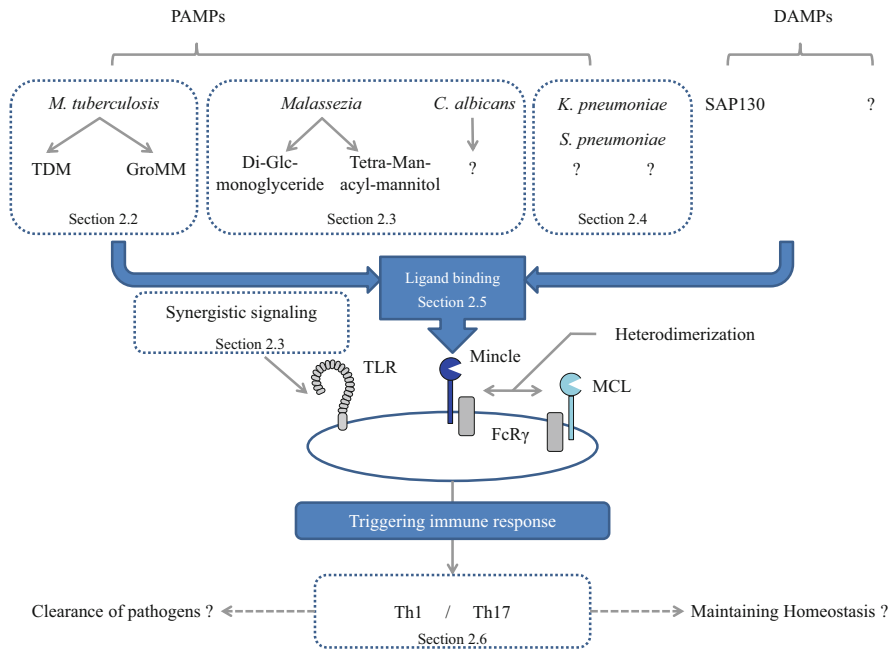 PAMPs
DAMPs
M. tuberculosis
TDM
GroMM
Section 2.2
Malassezia
C. albicans
Di-Glc-
monoglyceride
Tetra-Man-
acyl-mannitol
?
Section 2.3
K. pneumoniae
S. pneumoniae
? ?
Section 2.4
SAP130
?
Ligand binding
Section 2.5
Synergistic signaling
Section 2.3
TLR
Mincle
Heterodimerization
MCL
FcRγ
Triggering immune response
Clearance of pathogens ?
Th1 / Th17
Section 2.6
Maintaining Homeostasis ?